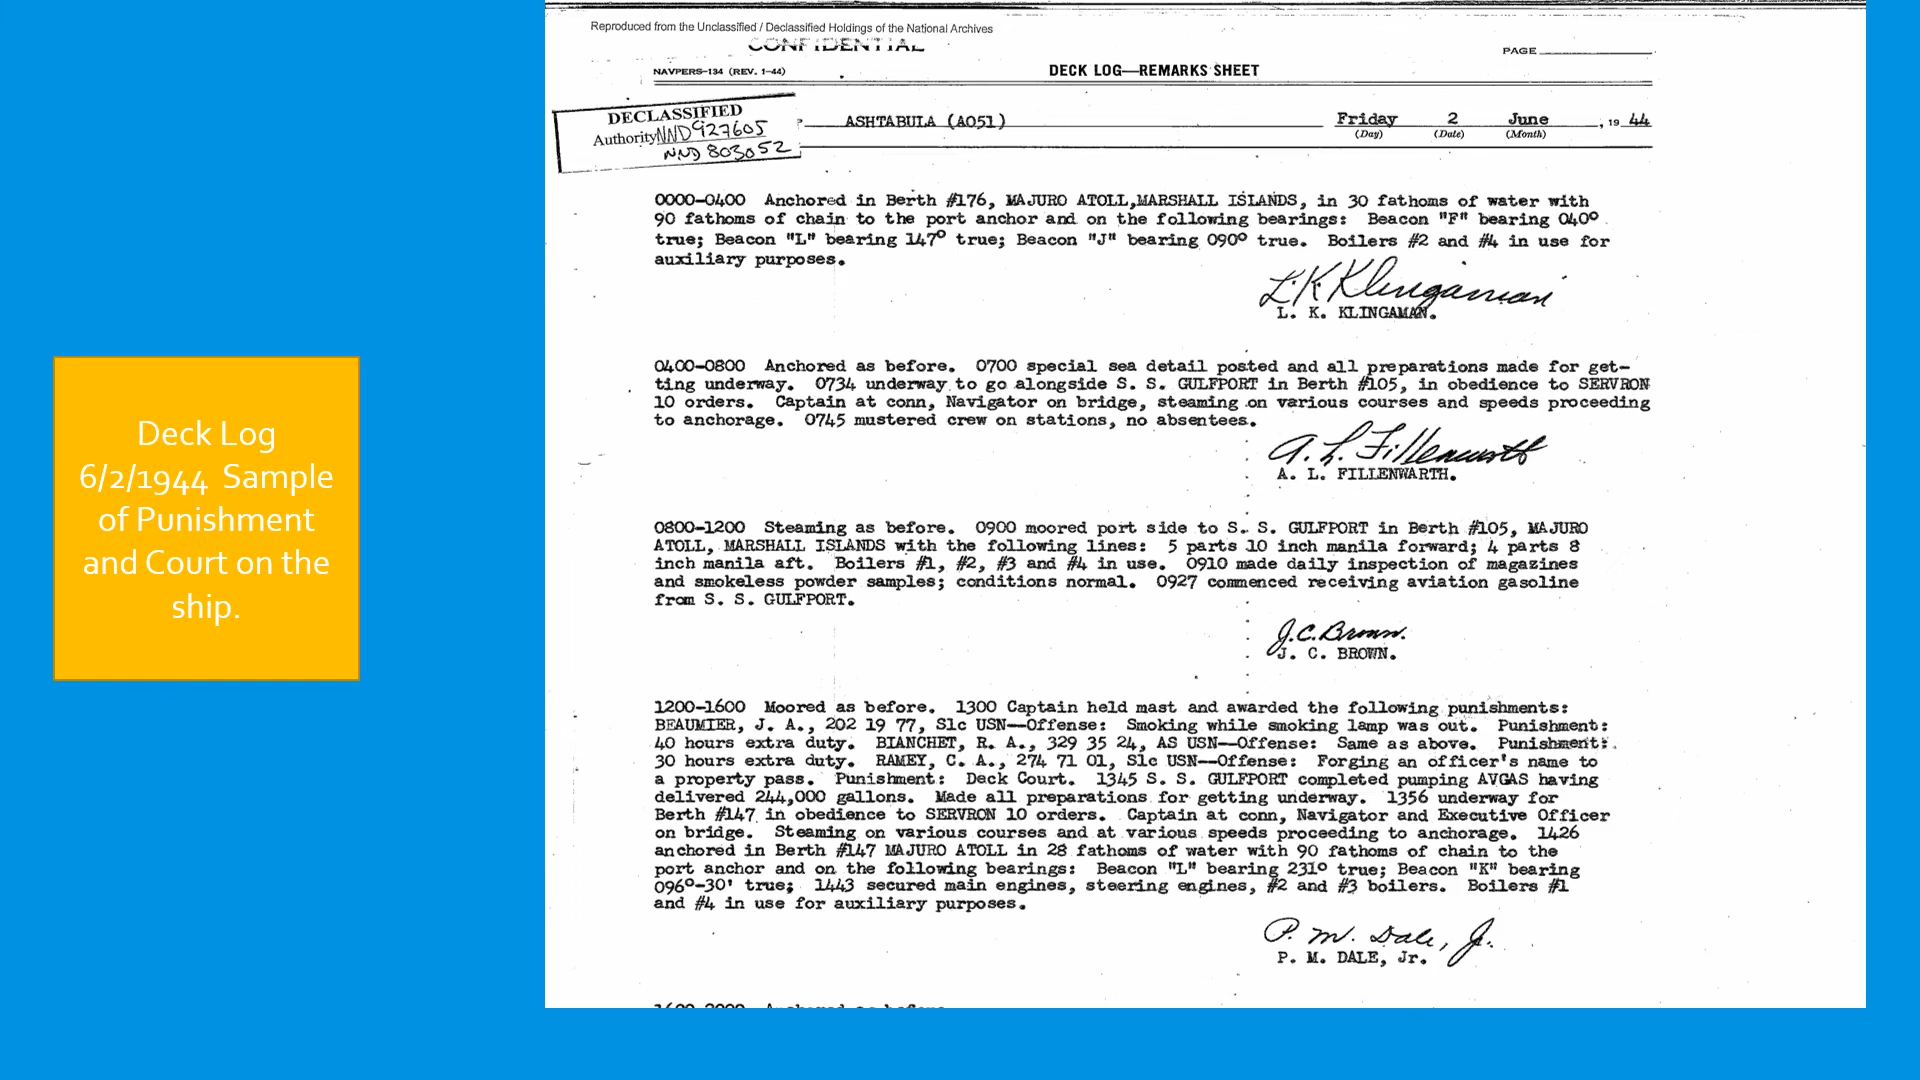 Deck Log
6/2/1944 Sample
of Punishment
and Court on the
ship.
Reproduced from the Unclassified / Declassified Holdings of the National Archives
CONFIDENTIAL
PAGE
NAVPERS-134 (REV. 1-44)
DECK LOG—REMARKS SHEET
DECLASSIFIED
Authority NND927605
NND 803052
ASHTABULA (AO51)
Friday 2 June , 19 44
(Day) (Date) (Month)
0000-0400 Anchored in Berth #176, MAJURO ATOLL,MARSHALL ISLANDS, in 30 fathoms of water with
90 fathoms of chain to the port anchor and on the following bearings: Beacon "F" bearing 040°
true; Beacon "L" bearing 147° true; Beacon "J" bearing 090° true. Boilers #2 and #4 in use for
auxiliary purposes.
L. K. Klingaman
L. K. KLINGAMAN.
0400-0800 Anchored as before. 0700 special sea detail posted and all preparations made for get-
ting underway. 0734 underway to go alongside S. S. GULFPORT in Berth #105, in obedience to SERVRON
10 orders. Captain at conn, Navigator on bridge, steaming on various courses and speeds proceeding
to anchorage. 0745 mustered crew on stations, no absentees.
A. L. Fillenwarth
A. L. FILLENWARTH.
0800-1200 Steaming as before. 0900 moored port side to S. S. GULFPORT in Berth #105, MAJURO
ATOLL, MARSHALL ISLANDS with the following lines: 5 parts 10 inch manila forward; 4 parts 8
inch manila aft. Boilers #1, #2, #3 and #4 in use. 0910 made daily inspection of magazines
and smokeless powder samples; conditions normal. 0927 commenced receiving aviation gasoline
from S. S. GULFPORT.
J.C. Brown.
J. C. BROWN.
1200-1600 Moored as before. 1300 Captain held mast and awarded the following punishments:
BEAUMIER, J. A., 202 19 77, S1c USN—Offense: Smoking while smoking lamp was out. Punishment:
40 hours extra duty. BIANCHET, R. A., 329 35 24, AS USN—Offense: Same as above. Punishment:
30 hours extra duty. RAMEY, C. A., 274 71 01, S1c USN—Offense: Forging an officer's name to
a property pass. Punishment: Deck Court. 1345 S. S. GULFPORT completed pumping AVGAS having
delivered 244,000 gallons. Made all preparations for getting underway. 1356 underway for
Berth #147 in obedience to SERVRON 10 orders. Captain at conn, Navigator and Executive Officer
on bridge. Steaming on various courses and at various speeds proceeding to anchorage. 1426
anchored in Berth #147 MAJURO ATOLL in 28 fathoms of water with 90 fathoms of chain to the
port anchor and on the following bearings: Beacon "L" bearing 231° true; Beacon "K" bearing
096°-30' true; 1443 secured main engines, steering engines, #2 and #3 boilers. Boilers #1
and #4 in use for auxiliary purposes.
P. M. Dale, Jr.
P. M. DALE, Jr.
1600-2000 Anchored as before